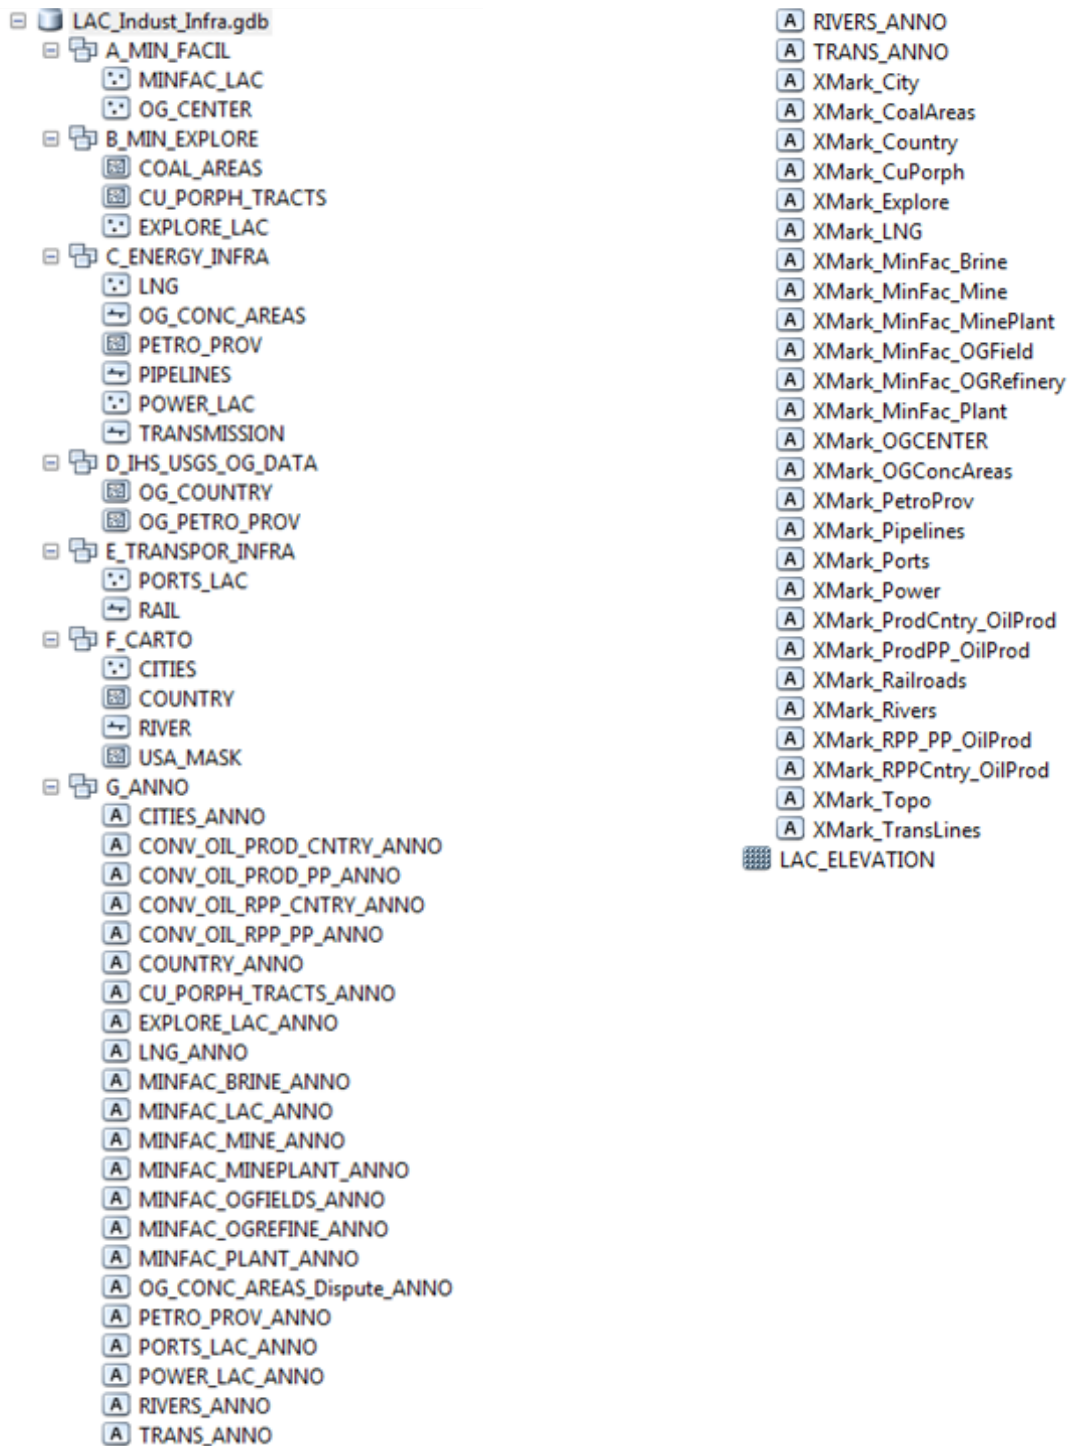 LAC_Indust_Infra.gdb
A_MIN_FACIL
MINFAC_LAC
OG_CENTER
B_MIN_EXPLORE
COAL_AREAS
CU_PORPH_TRACTS
EXPLORE_LAC
C_ENERGY_INFRA
LNG
OG_CONC_AREAS
PETRO_PROV
PIPELINES
POWER_LAC
TRANSMISSION
D_IHS_USGS_OG_DATA
OG_COUNTRY
OG_PETRO_PROV
E_TRANSPOR_INFRA
PORTS_LAC
RAIL
F_CARTO
CITIES
COUNTRY
RIVER
USA_MASK
G_ANNO
A CITIES_ANNO
A CONV_OIL_PROD_CNTRY_ANNO
A CONV_OIL_PROD_PP_ANNO
A CONV_OIL_RPP_CNTRY_ANNO
A CONV_OIL_RPP_PP_ANNO
A COUNTRY_ANNO
A CU_PORPH_TRACTS_ANNO
A EXPLORE_LAC_ANNO
A LNG_ANNO
A MINFAC_BRINE_ANNO
A MINFAC_LAC_ANNO
A MINFAC_MINE_ANNO
A MINFAC_MINEPLANT_ANNO
A MINFAC_OGFIELDS_ANNO
A MINFAC_OGREFINE_ANNO
A MINFAC_PLANT_ANNO
A OG_CONC_AREAS_Dispute_ANNO
A PETRO_PROV_ANNO
A PORTS_LAC_ANNO
A POWER_LAC_ANNO
A RIVERS_ANNO
A TRANS_ANNO
A RIVERS_ANNO
A TRANS_ANNO
A XMark_City
A XMark_CoalAreas
A XMark_Country
A XMark_CuPorph
A XMark_Explore
A XMark_LNG
A XMark_MinFac_Brine
A XMark_MinFac_Mine
A XMark_MinFac_MinePlant
A XMark_MinFac_OGField
A XMark_MinFac_OGRefinery
A XMark_MinFac_Plant
A XMark_OGCENTER
A XMark_OGConcAreas
A XMark_PetroProv
A XMark_Pipelines
A XMark_Ports
A XMark_Power
A XMark_ProdCntry_OilProd
A XMark_ProdPP_OilProd
A XMark_Railroads
A XMark_Rivers
A XMark_RPP_PP_OilProd
A XMark_RPPCntry_OilProd
A XMark_Topo
A XMark_TransLines
LAC_ELEVATION